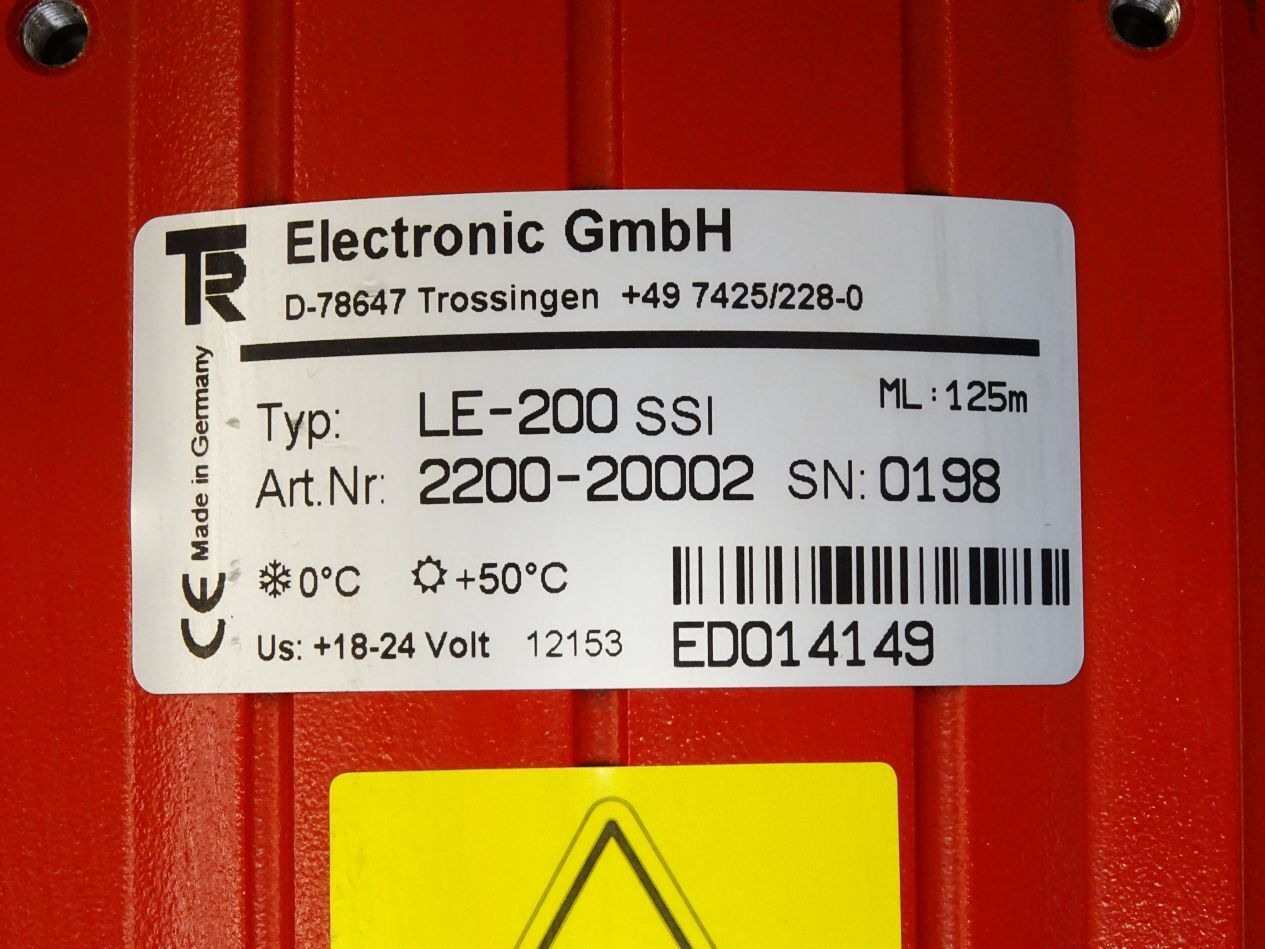 TR Electronic GmbH
D-78647 Trossingen +49 7425/228-0
Made in Germany
CE
Typ: LE-200 SSI ML:125m
Art.Nr: 2200-20002 SN: 0198
0°C +50°C
Us: +18-24 Volt 12153 ED014149